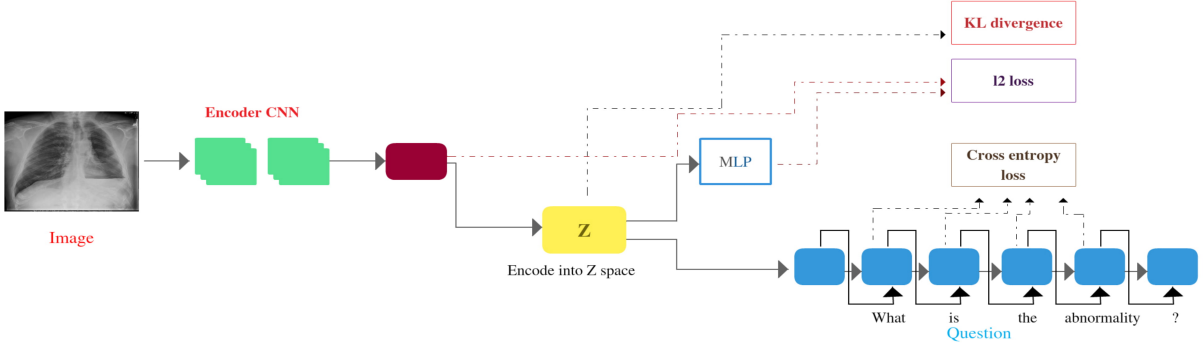 KL divergence
l2 loss
Encoder CNN
MLP
Cross entropy
loss
Image
Z
Encode into Z space
What is the abnormality ?
Question